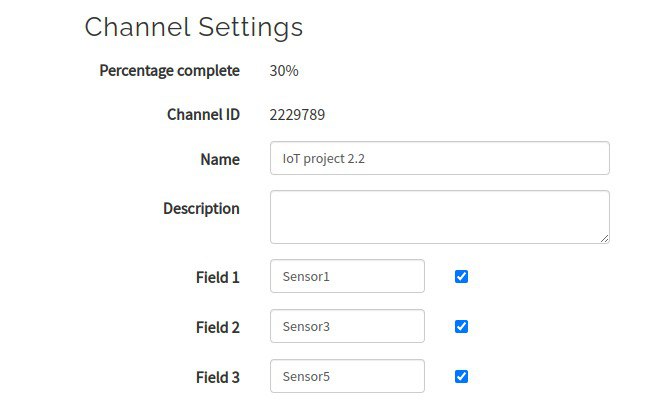 Channel Settings
Percentage complete 30%
Channel ID 2229789
Name IoT project 2.2
Description
Field 1 Sensor1
Field 2 Sensor3
Field 3 Sensor5